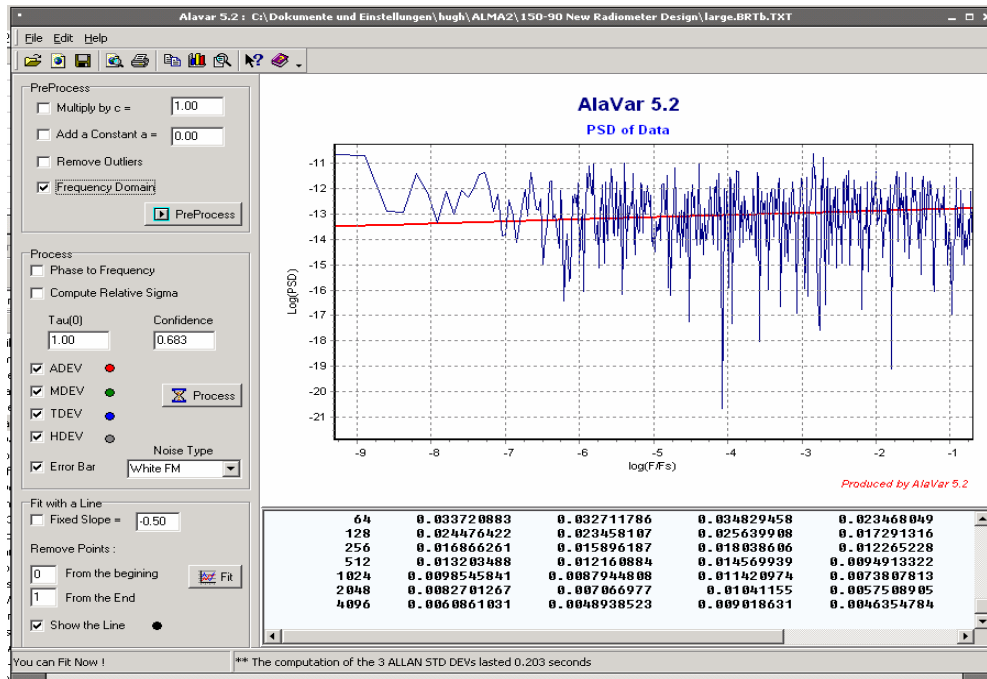 Alavar 5.2 : C:\Dokumente und Einstellungen\hugh\ALMA2\150-90 New Radiometer Design\large.BRTb.TXT
File Edit Help
PreProcess
Multiply by c = 1.00
Add a Constant a = 0.00
Remove Outliers
Frequency Domain
PreProcess
Process
Phase to Frequency
Compute Relative Sigma
Tau(0) Confidence
1.00 0.683
ADEV
MDEV
Process
TDEV
HDEV
Noise Type
Error Bar White FM
Fit with a Line
Fixed Slope = -0.50
Remove Points :
0 From the begining
Fit
1 From the End
Show the Line
AlaVar 5.2
PSD of Data
Log(PSD)
-11
-12
-13
-14
-15
-16
-17
-18
-19
-20
-21
-9 -8 -7 -6 -5 -4 -3 -2 -1
log(F/Fs)
Produced by AlaVar 5.2
64 0.033720883 0.032711786 0.034829458 0.023468049
128 0.024476422 0.023458107 0.025639908 0.017291316
256 0.016866261 0.015896187 0.018038606 0.012265228
512 0.013203488 0.012160884 0.014569939 0.0094913322
1024 0.0098545841 0.0087944808 0.011420974 0.0073807813
2048 0.0082701267 0.007066977 0.01041155 0.0057508905
4096 0.0060861031 0.0048938523 0.009018631 0.0046354784
You can Fit Now ! ** The computation of the 3 ALLAN STD DEVs lasted 0.203 seconds